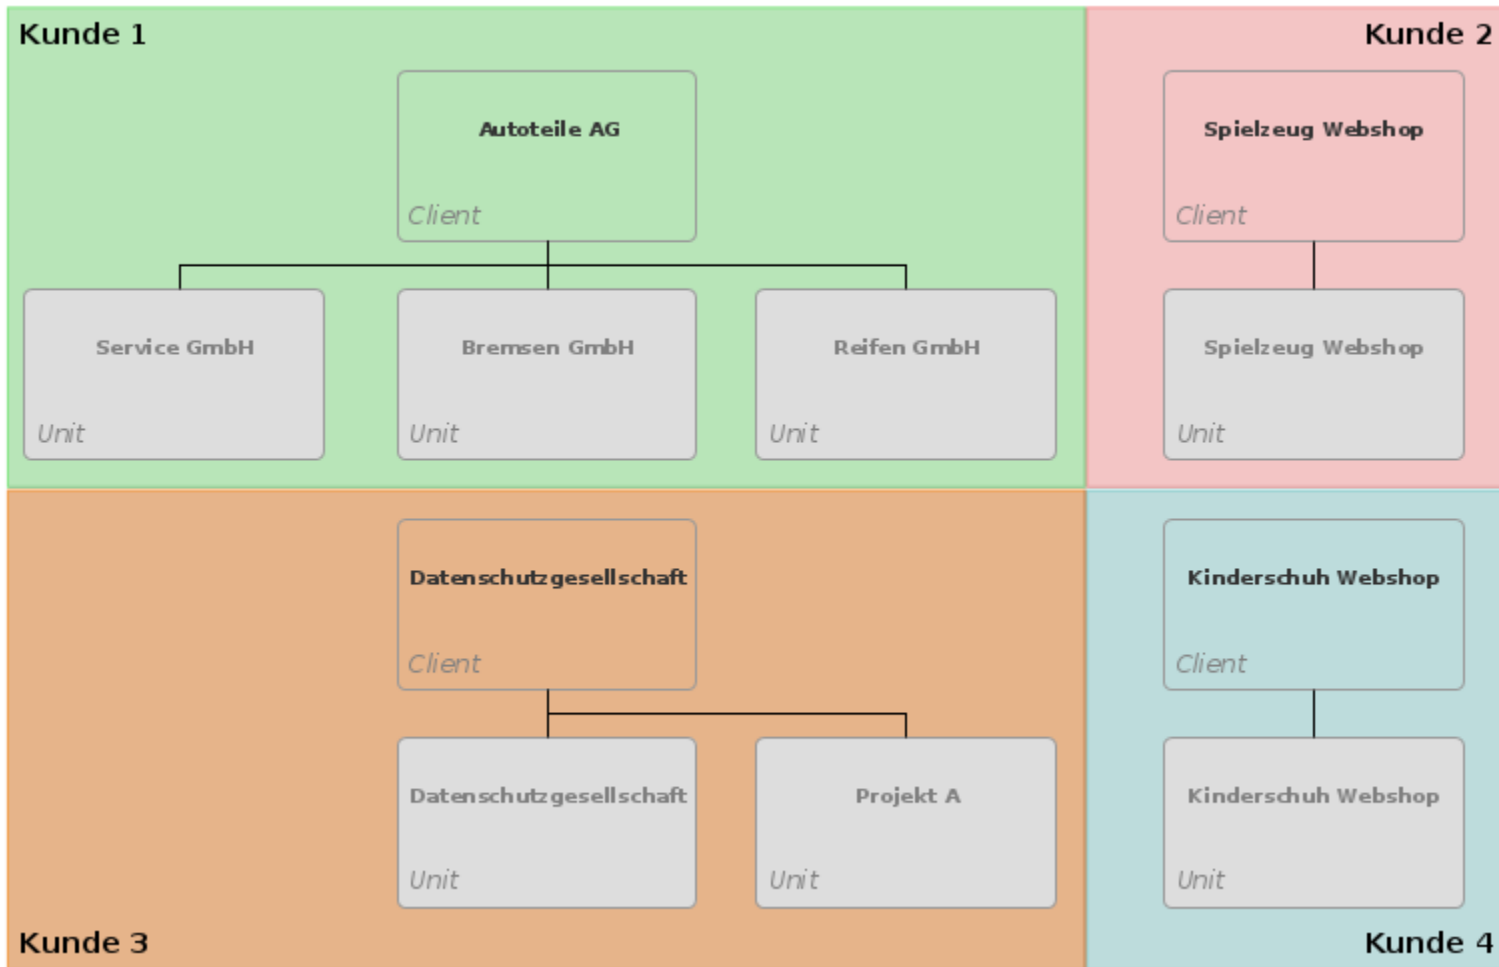 Kunde 1
Kunde 2
Autoteile AG
Client
Spielzeug Webshop
Client
Service GmbH
Unit
Bremsen GmbH
Unit
Reifen GmbH
Unit
Spielzeug Webshop
Unit
Datenschutzgesellschaft
Client
Kinderschuh Webshop
Client
Datenschutzgesellschaft
Unit
Projekt A
Unit
Kinderschuh Webshop
Unit
Kunde 3
Kunde 4